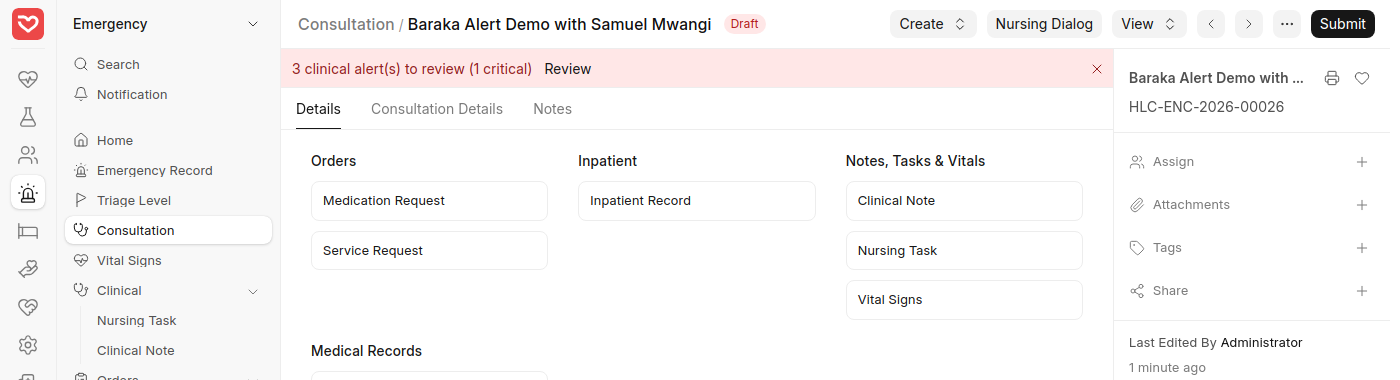 Emergency
Search
Notification
Home
Emergency Record
Triage Level
Consultation
Vital Signs
Clinical
Nursing Task
Clinical Note
Orders
Consultation / Baraka Alert Demo with Samuel Mwangi Draft
Create
Nursing Dialog
View
Submit
3 clinical alert(s) to review (1 critical) Review
Details
Consultation Details
Notes
Orders
Medication Request
Service Request
Inpatient
Inpatient Record
Notes, Tasks & Vitals
Clinical Note
Nursing Task
Vital Signs
Medical Records
Baraka Alert Demo with ...
HLC-ENC-2026-00026
Assign
Attachments
Tags
Share
Last Edited By Administrator
1 minute ago